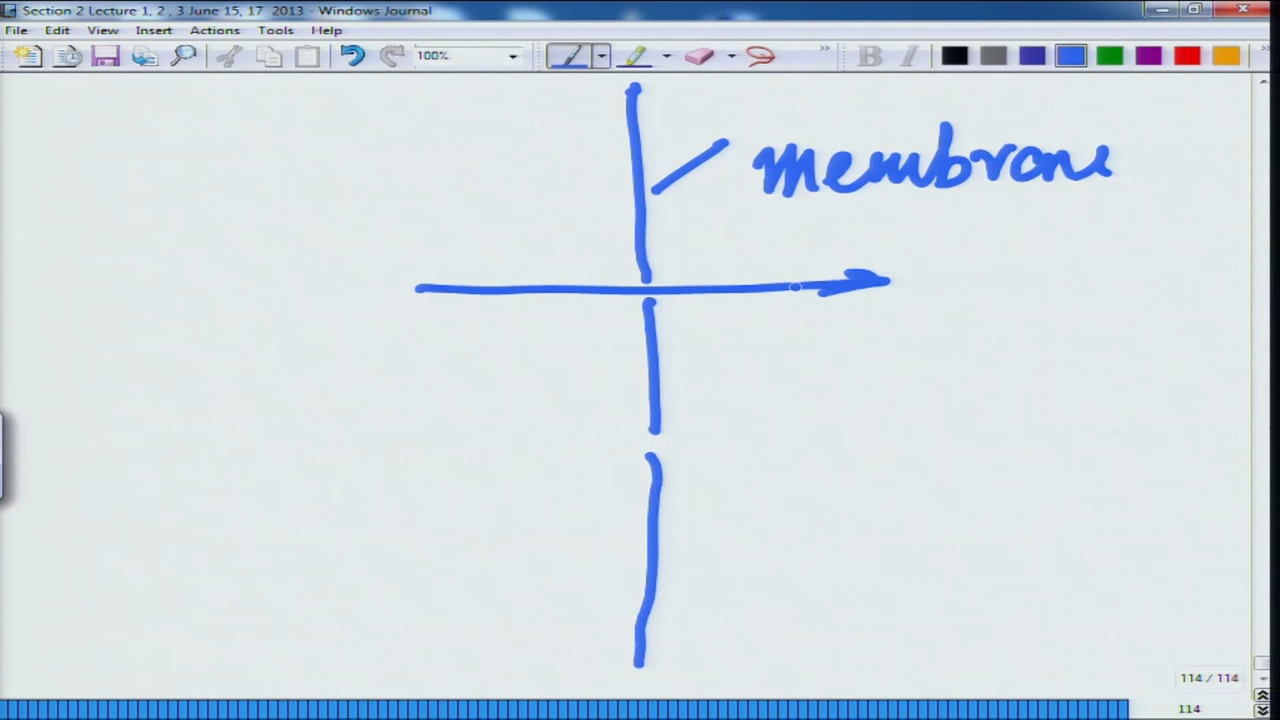 Section 2 Lecture 1, 2 , 3 June 15, 17 2013 - Windows Journal
File Edit View Insert Actions Tools Help
100% B I
membrane
114 / 114
114